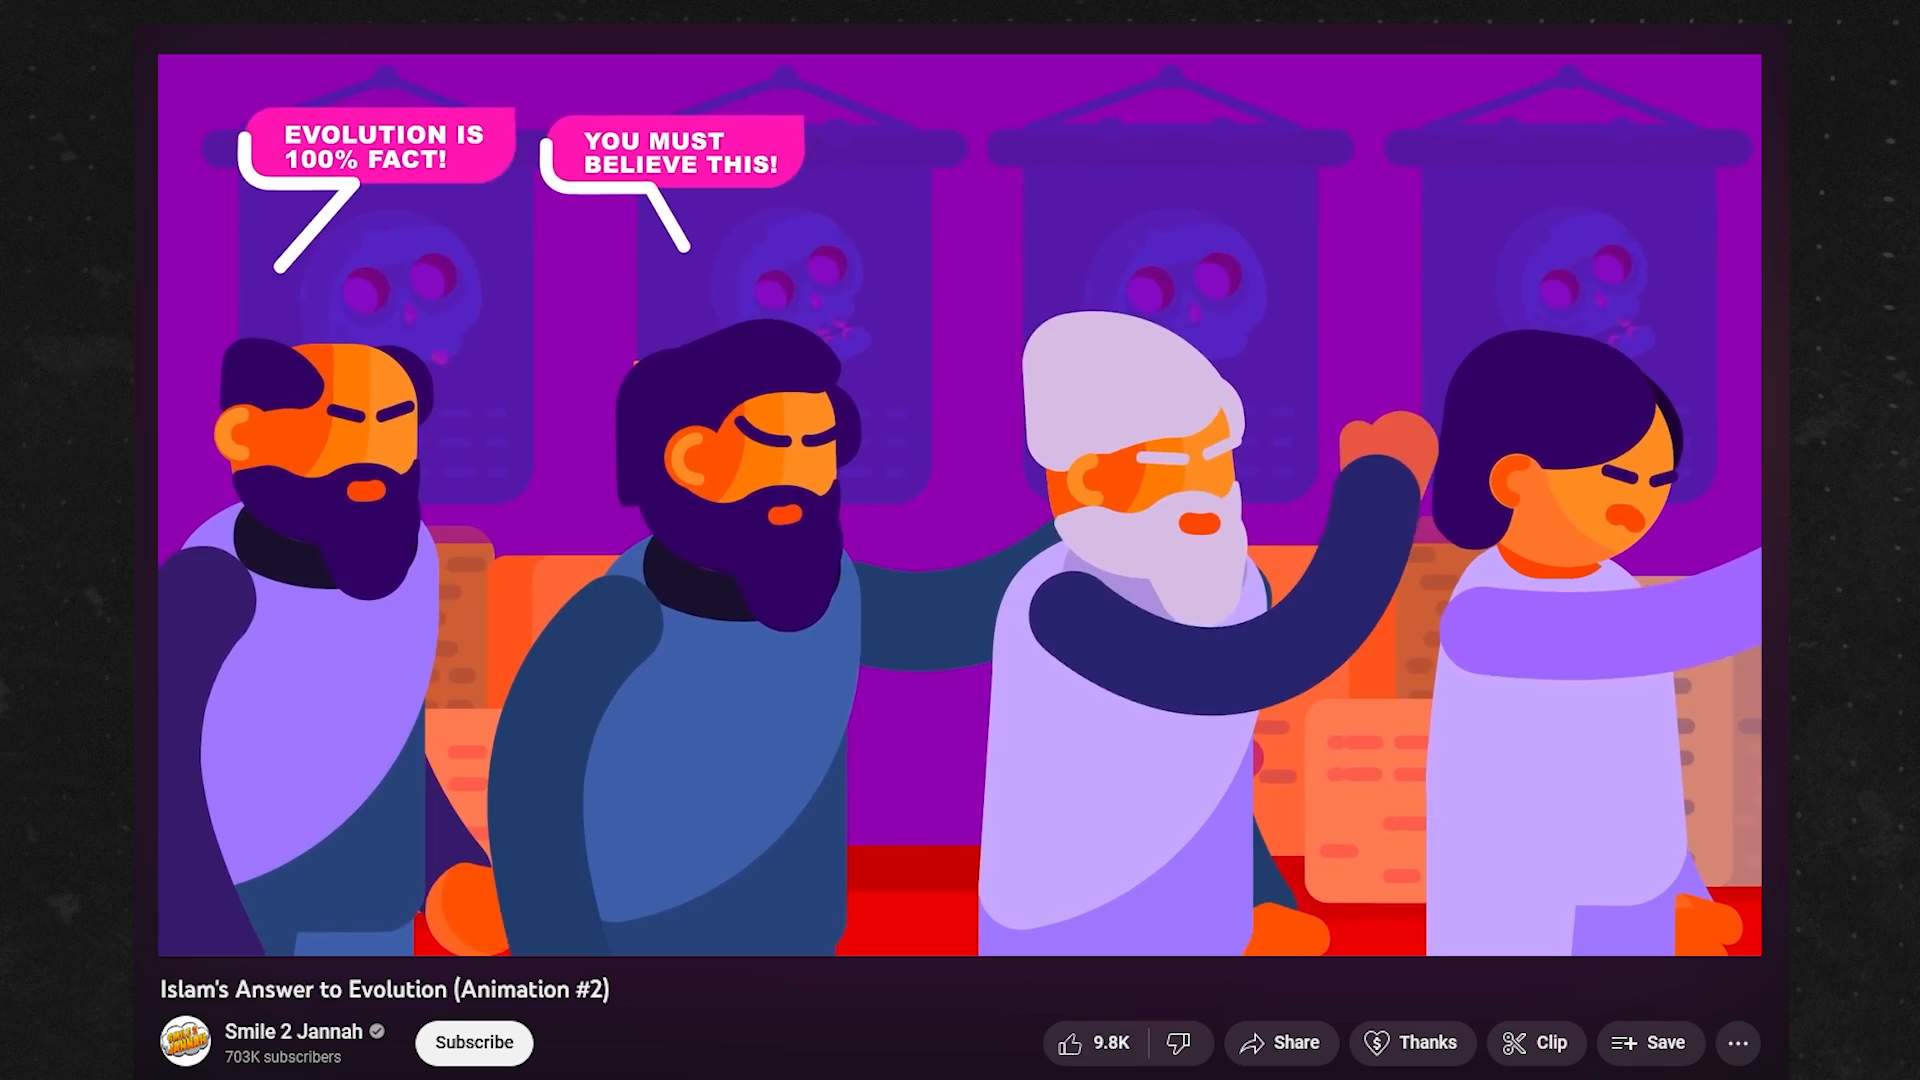 EVOLUTION IS
100% FACT!
YOU MUST
BELIEVE THIS!
Islam's Answer to Evolution (Animation #2)
Smile 2 Jannah
703K subscribers
Subscribe
9.8K
Share
Thanks
Clip
Save